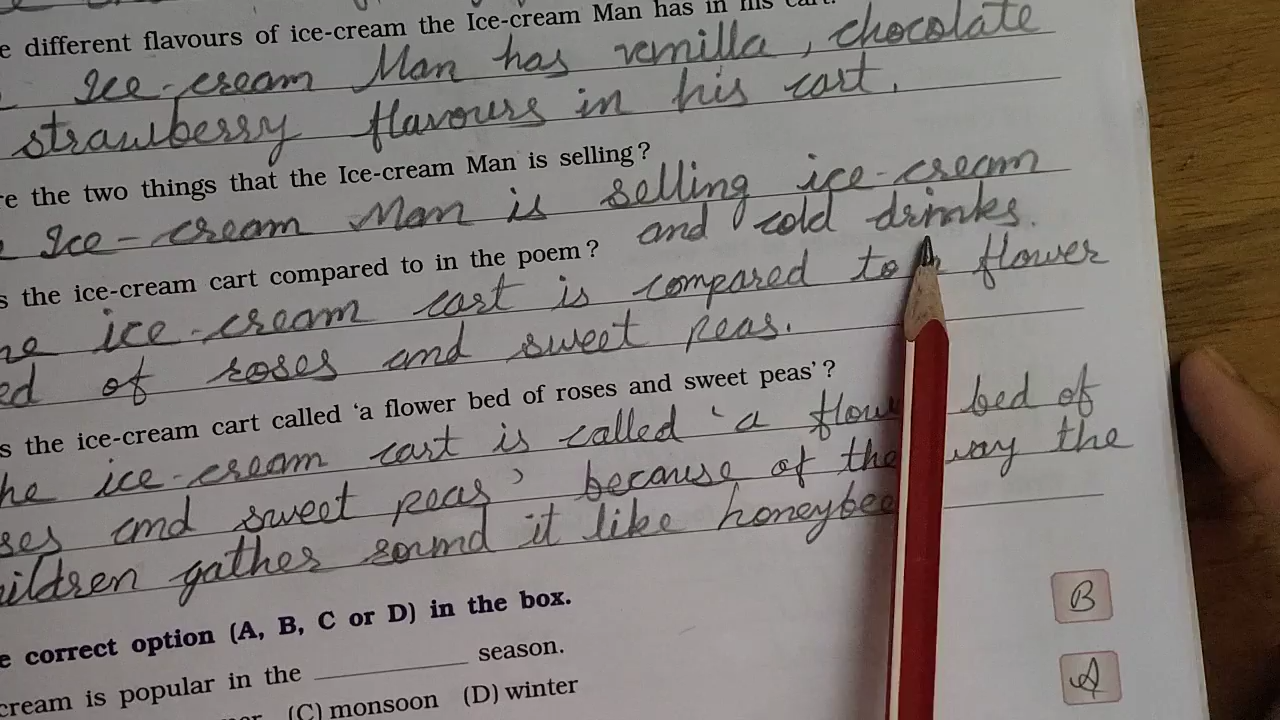 e different flavours of ice-cream the Ice-cream Man has in his cart.
Ice-cream Man has vemilla, chocolate
strawberry flavours in his cart.
re the two things that the Ice-cream Man is selling?
Ice-cream Man is selling ice-cream
and cold drinks.
s the ice-cream cart compared to in the poem?
he ice-cream cart is compared to a flower
ed of roses and sweet peas.
s the ice-cream cart called 'a flower bed of roses and sweet peas'?
he ice-cream cart is called 'a flow bed of
ses and sweet peas' because of the way the
ildren gather round it like honeybee
e correct option (A, B, C or D) in the box.
B
cream is popular in the ________ season.
A
er (C) monsoon (D) winter